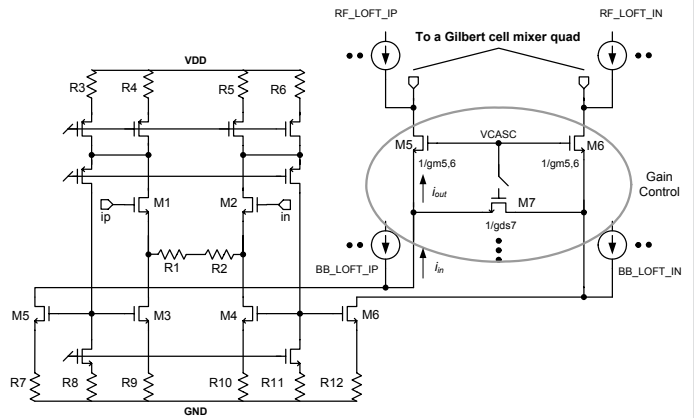 RF_LOFT_IP
RF_LOFT_IN
To a Gilbert cell mixer quad
VDD
R3
R4
R5
R6
M5
VCASC
M6
1/gm5,6
1/gm5,6
Gain
Control
iout
M7
1/gds7
M1
M2
ip
in
R1
R2
BB_LOFT_IP
iin
BB_LOFT_IN
M5
M3
M4
M6
R7
R8
R9
R10
R11
R12
GND